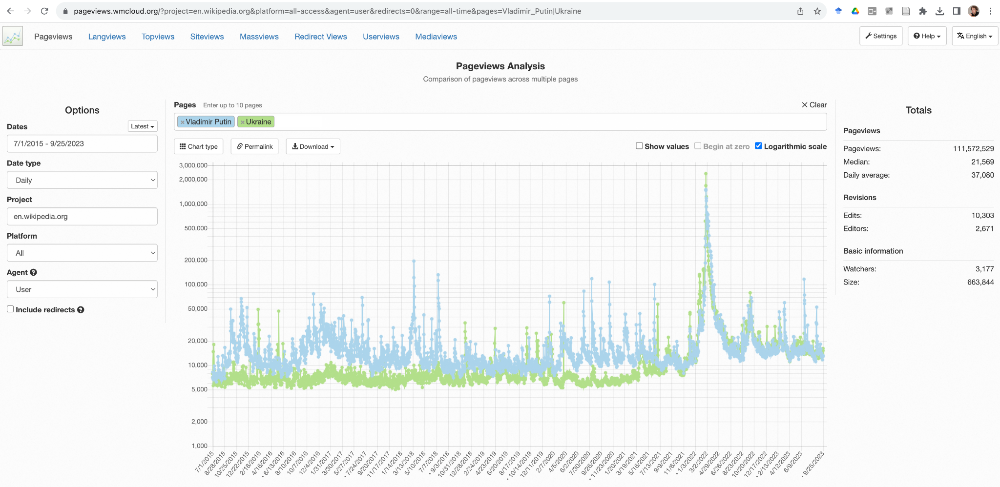 pageviews.wmcloud.org/?project=en.wikipedia.org&platform=all-access&agent=user&redirects=0&range=all-time&pages=Vladimir_Putin|Ukraine
Pageviews Langviews Topviews Siteviews Massviews Redirect Views Userviews Mediaviews Settings Help English
Pageviews Analysis
Comparison of pageviews across multiple pages
Options
Dates Latest
7/1/2015 - 9/25/2023
Date type
Daily
Project
en.wikipedia.org
Platform
All
Agent
User
Include redirects
Pages Enter up to 10 pages Clear
× Vladimir Putin × Ukraine
Chart type Permalink Download Show values Begin at zero Logarithmic scale
3,000,000
2,000,000
1,000,000
500,000
200,000
100,000
50,000
20,000
10,000
5,000
2,000
1,000
7/1/2015
8/28/2015
10/25/2015
12/22/2015
2/18/2016
4/16/2016
• 6/13/2016
8/10/2016
10/7/2016
12/4/2016
1/31/2017
3/30/2017
5/27/2017
• 7/24/2017
9/20/2017
11/17/2017
1/14/2018
3/13/2018
5/10/2018
7/7/2018
• 9/3/2018
10/31/2018
12/28/2018
2/24/2019
4/23/2019
6/20/2019
8/17/2019
• 10/14/2019
12/11/2019
2/7/2020
4/5/2020
6/2/2020
7/30/2020
9/26/2020
• 11/23/2020
1/20/2021
3/19/2021
5/16/2021
7/13/2021
9/9/2021
11/6/2021
• 1/3/2022
3/2/2022
4/29/2022
6/26/2022
8/23/2022
10/20/2022
12/17/2022
• 2/13/2023
4/12/2023
6/9/2023
• 9/25/2023
Totals
Pageviews
Pageviews: 111,572,529
Median: 21,569
Daily average: 37,080
Revisions
Edits: 10,303
Editors: 2,671
Basic information
Watchers: 3,177
Size: 663,844